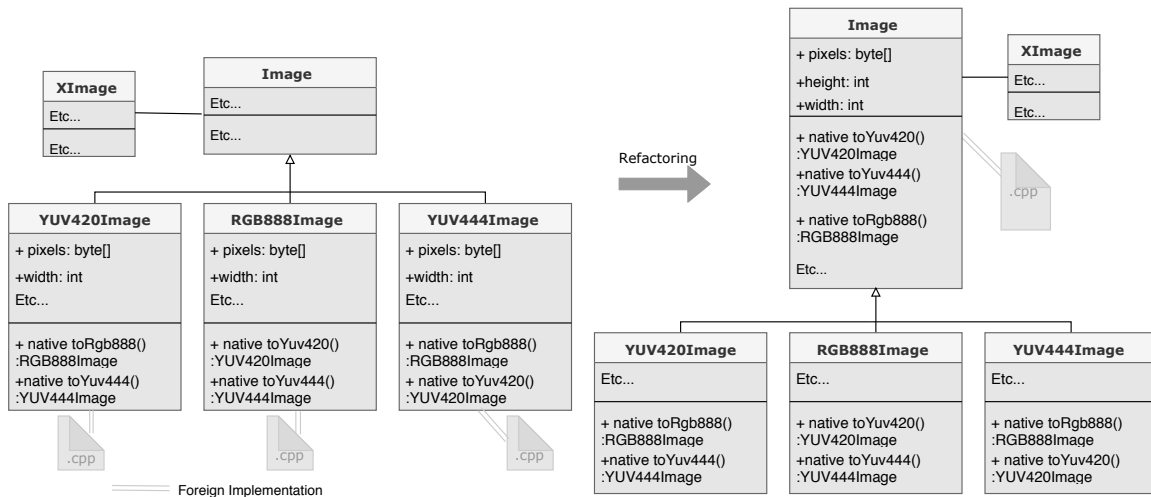 XImage
Etc...
Etc...
Image
Etc...
Etc...
YUV420Image
+ pixels: byte[]
+width: int
Etc...
+ native toRgb888()
:RGB888Image
+native toYuv444()
:YUV444Image
.cpp
RGB888Image
+ pixels: byte[]
+width: int
Etc...
+ native toYuv420()
:YUV420Image
+native toYuv444()
:YUV444Image
.cpp
YUV444Image
+ pixels: byte[]
+width: int
Etc...
+ native toRgb888()
:RGB888Image
+ native toYuv420()
:YUV420Image
.cpp
Foreign Implementation
Refactoring
Image
+ pixels: byte[]
+height: int
+width: int
+ native toYuv420()
:YUV420Image
+native toYuv444()
:YUV444Image
+ native toRgb888()
:RGB888Image
Etc...
XImage
Etc...
Etc...
.cpp
YUV420Image
Etc...
+ native toRgb888()
:RGB888Image
+native toYuv444()
:YUV444Image
RGB888Image
Etc...
+ native toYuv420()
:YUV420Image
+native toYuv444()
:YUV444Image
YUV444Image
Etc...
+ native toRgb888()
:RGB888Image
+ native toYuv420()
:YUV420Image